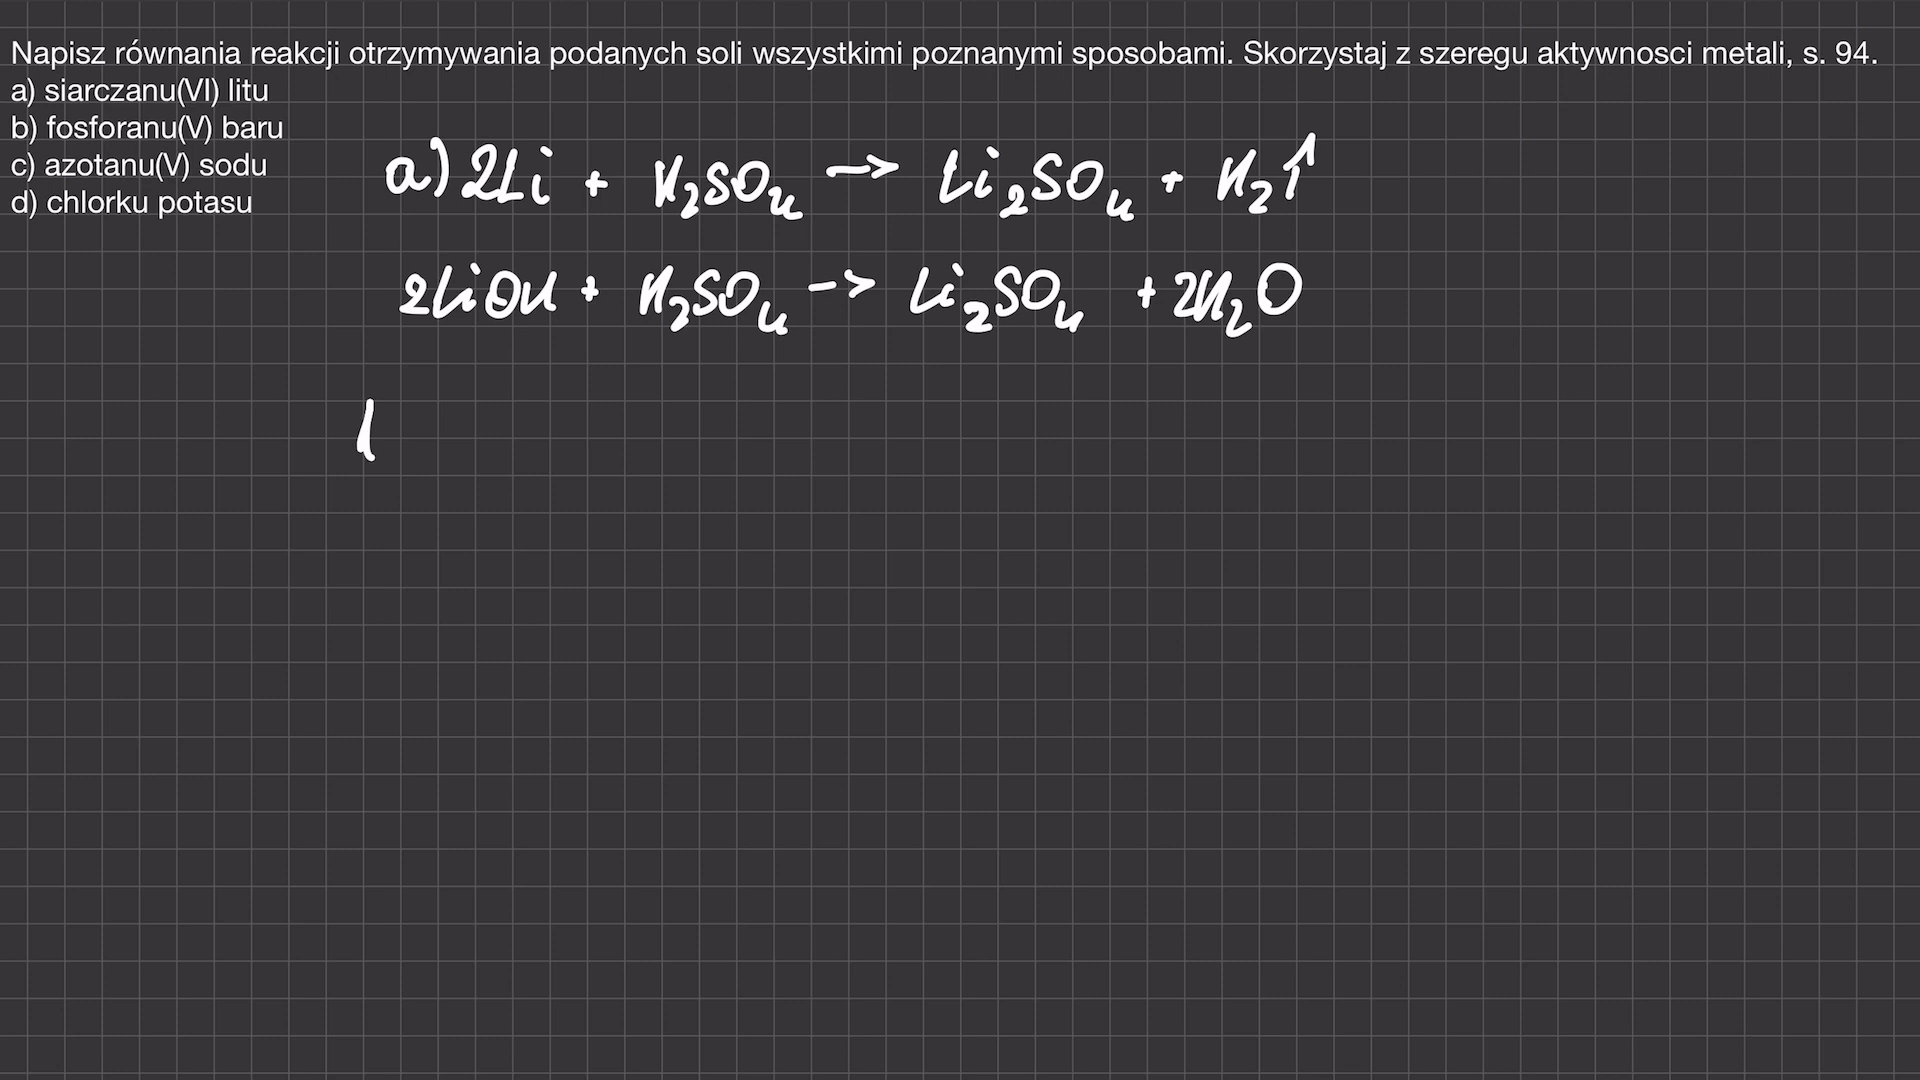 Napisz równania reakcji otrzymywania podanych soli wszystkimi poznanymi sposobami. Skorzystaj z szeregu aktywnosci metali, s. 94.
a) siarczanu(VI) litu
b) fosforanu(V) baru
c) azotanu(V) sodu
d) chlorku potasu
a) 2Li + H₂SO₄ -> Li₂SO₄ + H₂↑
2LiOH + H₂SO₄ -> Li₂SO₄ + 2H₂O